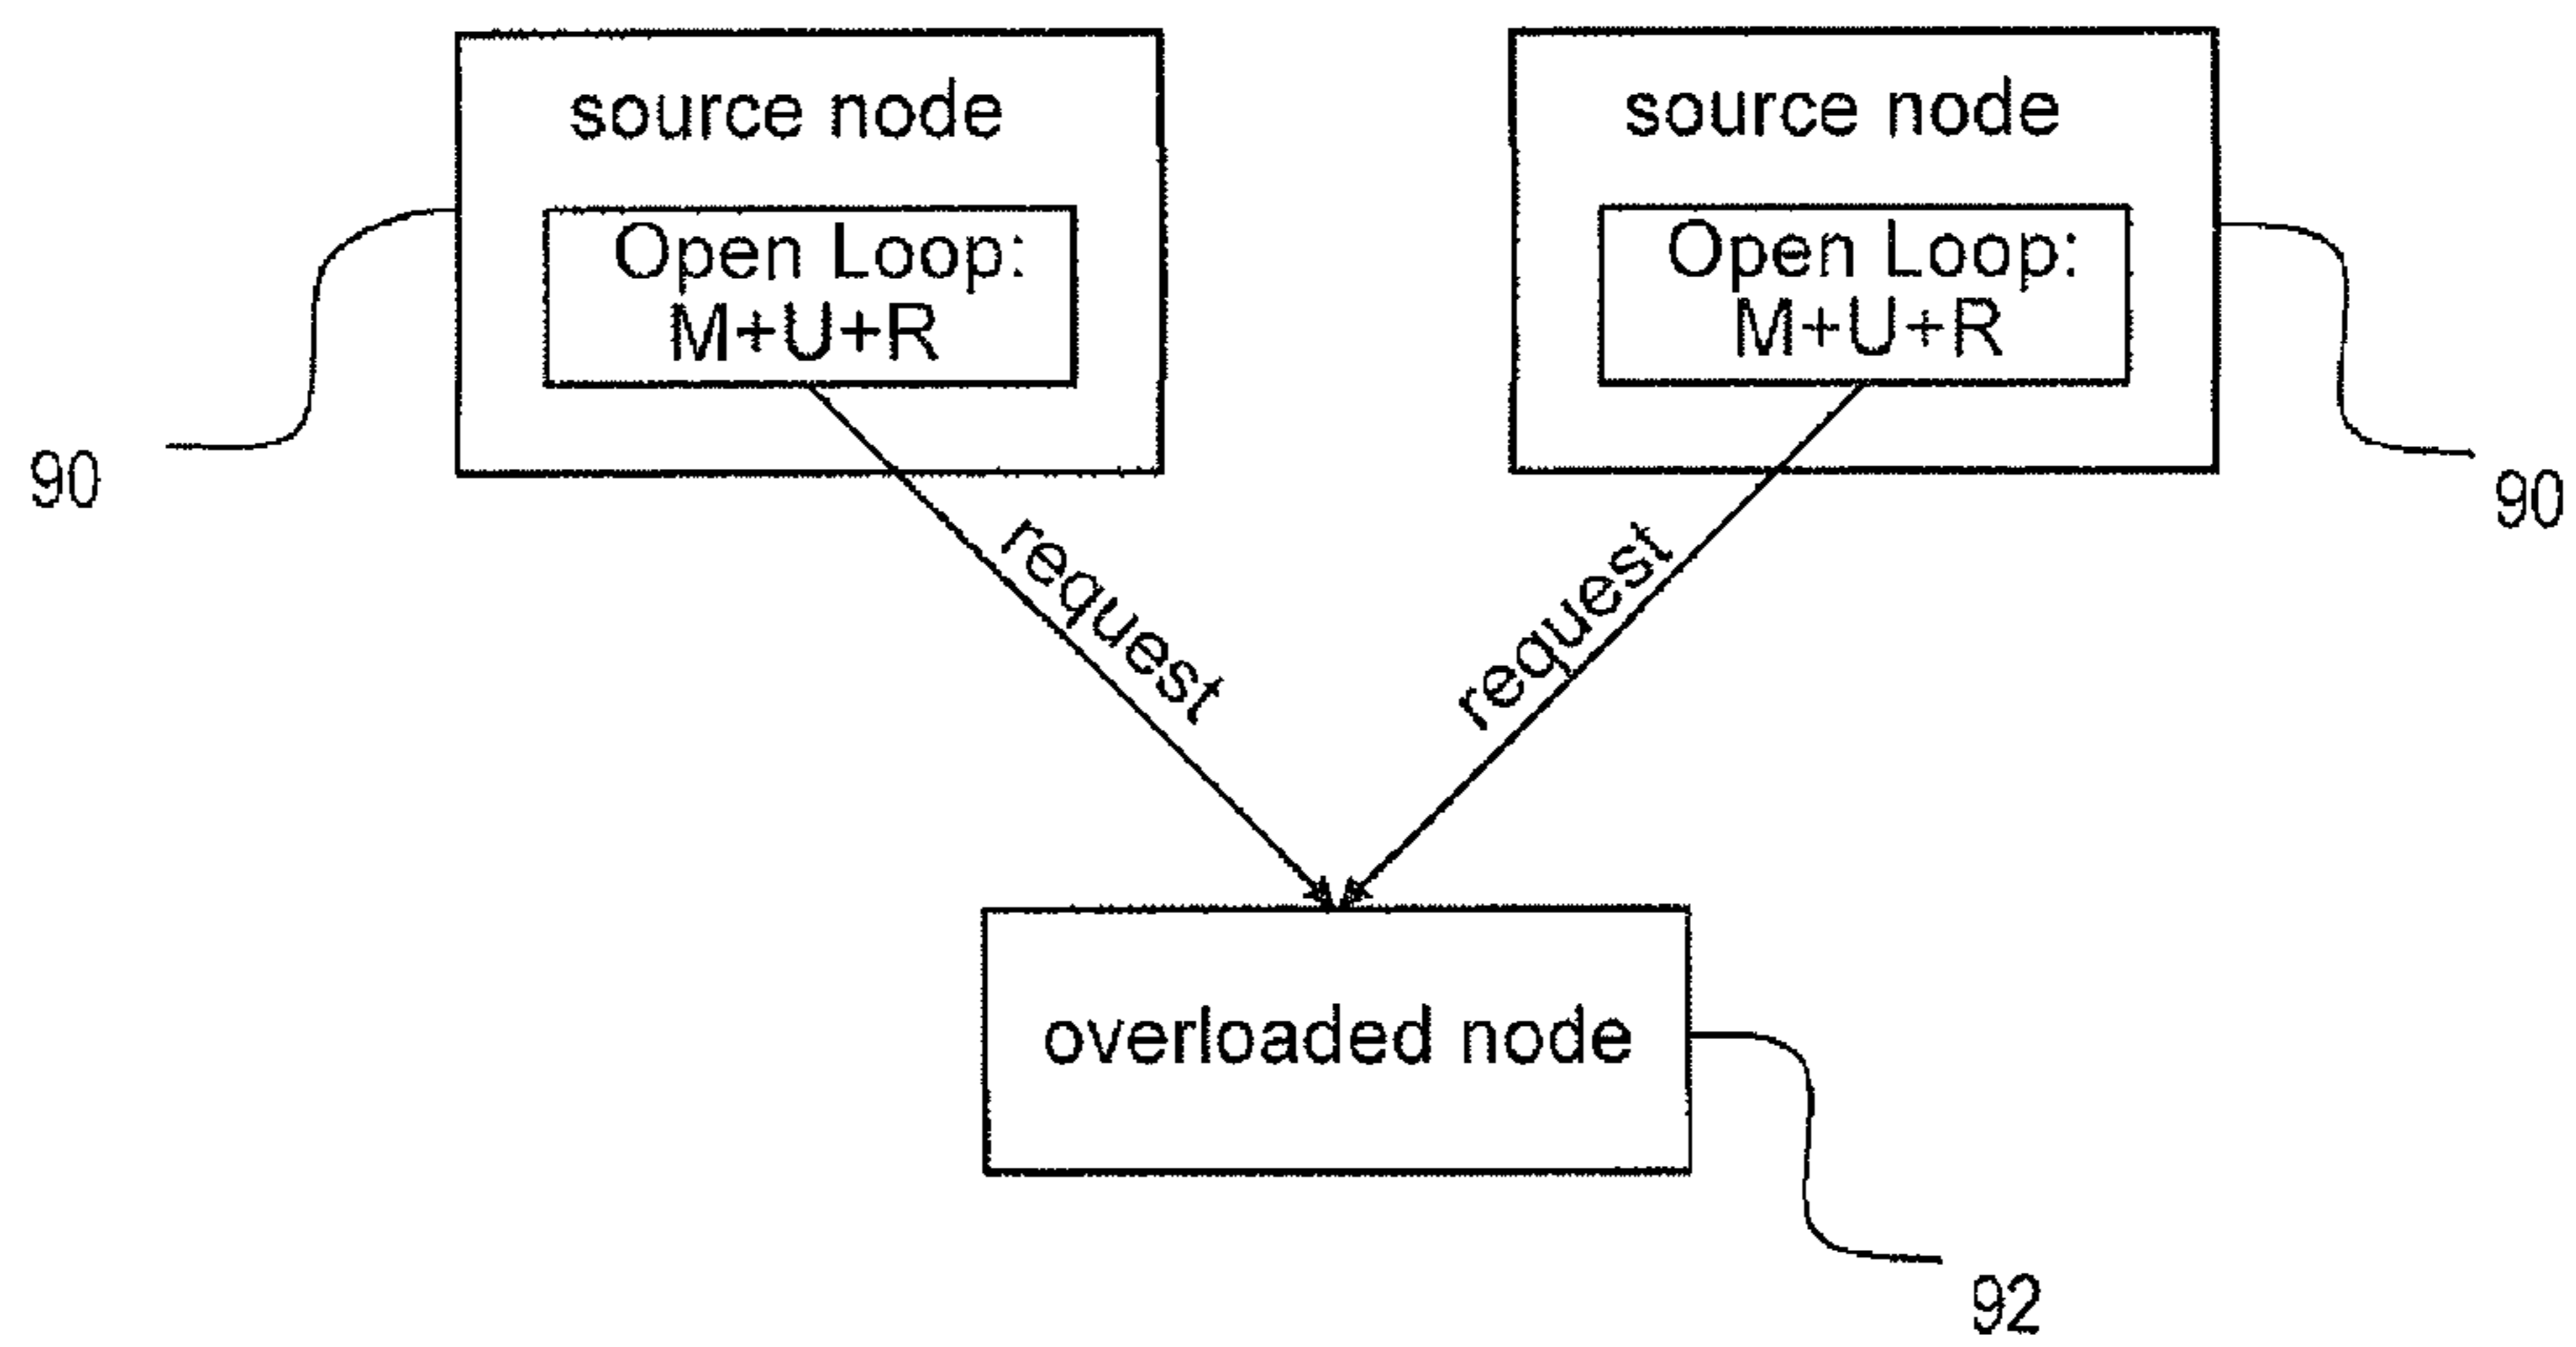 source node
Open Loop:
M+U+R
source node
Open Loop:
M+U+R
90
90
request
request
overloaded node
92